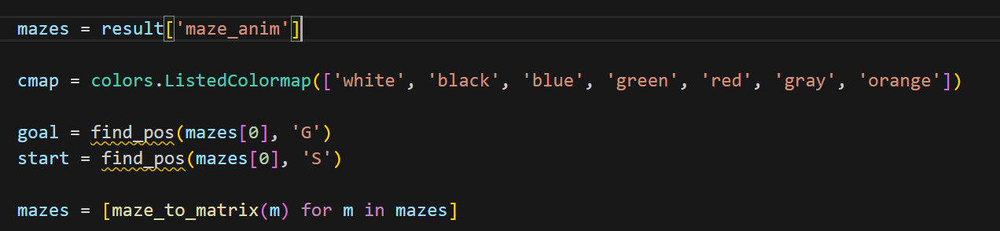 mazes = result['maze_anim']
cmap = colors.ListedColormap(['white', 'black', 'blue', 'green', 'red', 'gray', 'orange'])
goal = find_pos(mazes[0], 'G')
start = find_pos(mazes[0], 'S')
mazes = [maze_to_matrix(m) for m in mazes]